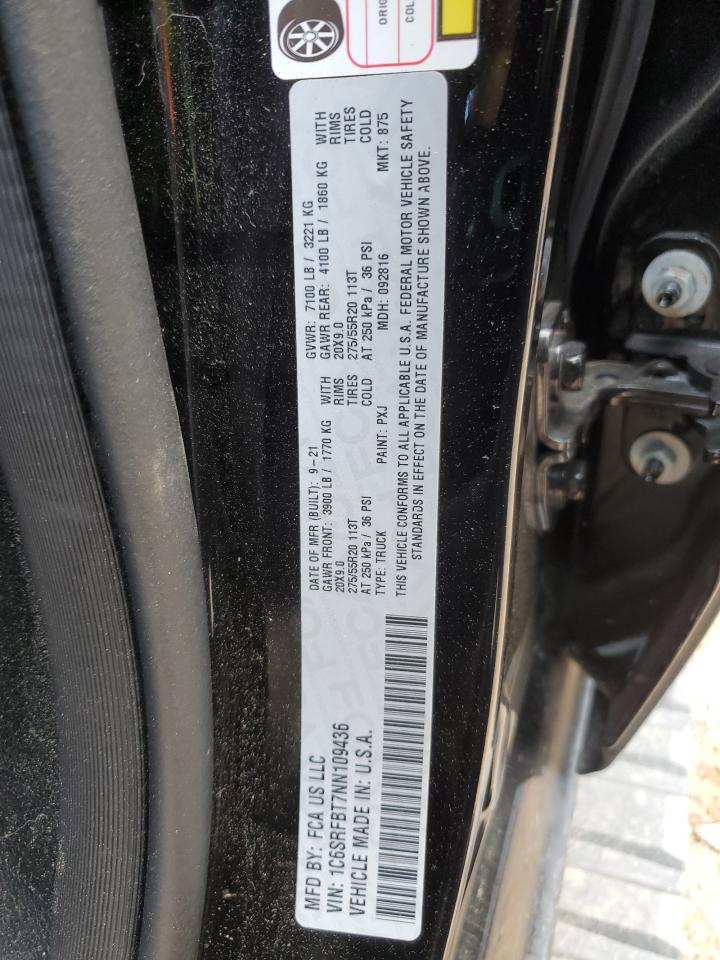 MFD BY: FCA US LLC
VIN: 1C6SRFBT7NN109436
VEHICLE MADE IN: U.S.A.
DATE OF MFR (BUILT): 9-21
GAWR FRONT: 3900 LB / 1770 KG WITH
20X9.0 RIMS
275/55R20 113T TIRES
AT 250 kPa / 36 PSI COLD
TYPE: TRUCK PAINT: PXJ
GVWR: 7100 LB / 3221 KG
GAWR REAR: 4100 LB / 1860 KG WITH
20X9.0 RIMS
275/55R20 113T TIRES
AT 250 kPa / 36 PSI COLD
MDH: 092816 MKT: 875
THIS VEHICLE CONFORMS TO ALL APPLICABLE U.S.A. FEDERAL MOTOR VEHICLE SAFETY
STANDARDS IN EFFECT ON THE DATE OF MANUFACTURE SHOWN ABOVE.